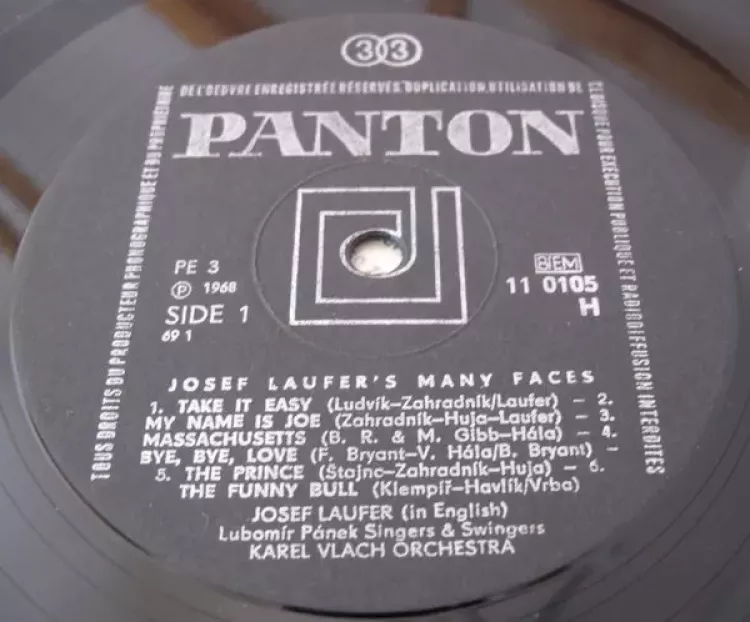 33
DE L'OEUVRE ENREGISTRÉE RÉSERVÉS. DUPLICATION, UTILISATION DE
TOUS DROITS DU PRODUCTEUR PHONOGRAPHIQUE ET DU PROPRIÉTAIRE
CE DISQUE POUR EXÉCUTION PUBLIQUE ET RADIODIFFUSION INTERDITES
PANTON
PE 3
Ⓟ 1968
SIDE 1
69 1
BIEM
11 0105
H
JOSEF LAUFER'S MANY FACES
1. TAKE IT EASY (Ludvík–Zahradník/Laufer) – 2.
MY NAME IS JOE (Zahradník–Huja–Laufer) – 3.
MASSACHUSETTS (B. R. & M. Gibb–Hála) – 4.
BYE, BYE, LOVE (F. Bryant–V. Hála/B. Bryant) –
5. THE PRINCE (Štajnc–Zahradník–Huja) – 6.
THE FUNNY BULL (Klempíř–Havlík/Vrba)
JOSEF LAUFER (in English)
Lubomír Pánek Singers & Swingers
KAREL VLACH ORCHESTRA